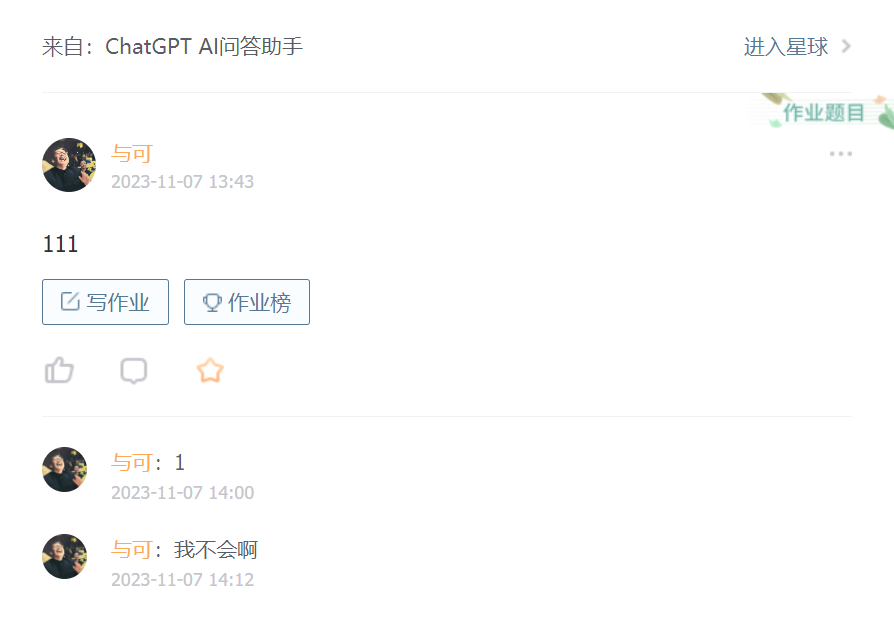 来自：ChatGPT AI问答助手
进入星球
作业题目
与可
2023-11-07 13:43
111
写作业
作业榜
与可：1
2023-11-07 14:00
与可：我不会啊
2023-11-07 14:12